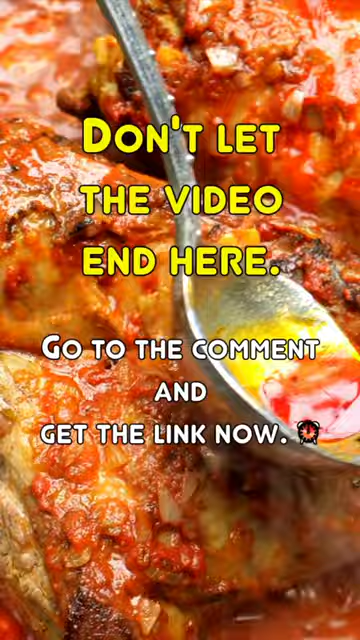 Don't let
the video
end here.
Go to the comment
and
get the link now. ⏰